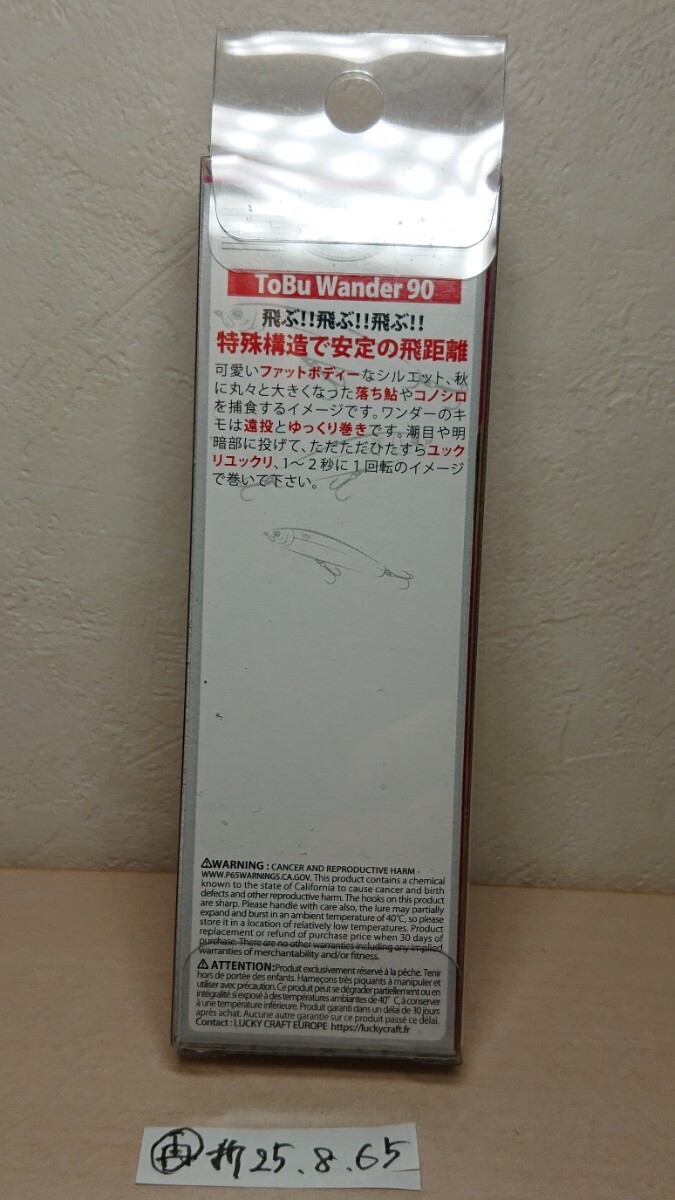 ToBu Wander 90
飛ぶ!!飛ぶ!!飛ぶ!!
特殊構造で安定の飛距離
可愛いファットボディーなシルエット、秋
に丸々と大きくなった落ち鮎やコノシロ
を捕食するイメージです。ワンダーのキ
モは遠投とゆっくり巻きです。潮目や明
暗部に投げて、ただただひたすらユック
リユックリ、1～2秒に1回転のイメージ
で巻いて下さい。
⚠WARNING : CANCER AND REPRODUCTIVE HARM -
WWW.P65WARNINGS.CA.GOV. This product contains a chemical
known to the state of California to cause cancer and birth
defects and other reproductive harm. The hooks on this product
are sharp. Please handle with care also, the lure may partially
expand and burst in an ambient temperature of 40℃, so please
store it in a location of relatively low temperatures. Product
replacement or refund of purchase price when 30 days of
purchase. There are no other warranties including any implied
warranties of merchantability and/or fitness.
⚠ ATTENTION:Produit exclusivement réservé à la pêche. Tenir
hors de portée des enfants. Hameçons très piquants à manipuler et
utiliser avec précaution. Ce produit peut se dégrader partiellement ou en
intégralité si exposé à des températures ambiantes de 40° C, à conserver
à une température inférieure. Produit garanti dans un délai de 30 jours
après achat. Aucune autre garantie sur ce produit passé ce délai.
Contact : LUCKY CRAFT EUROPE https://luckycraft.fr
25.8.65